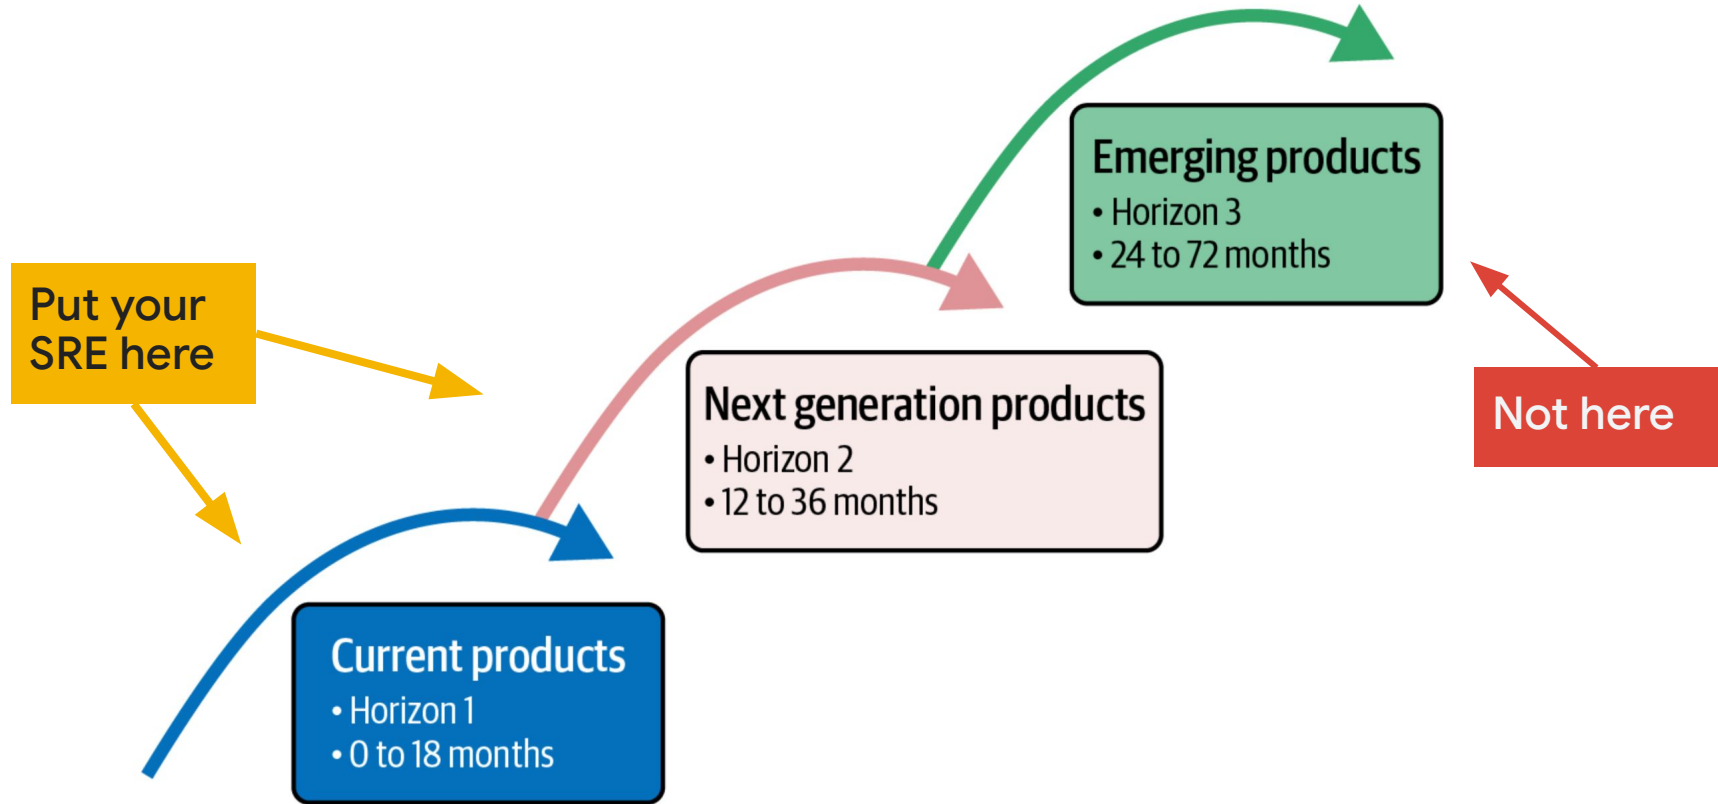 Emerging products
• Horizon 3
• 24 to 72 months
Put your
SRE here
Next generation products
• Horizon 2
• 12 to 36 months
Not here
Current products
• Horizon 1
• 0 to 18 months